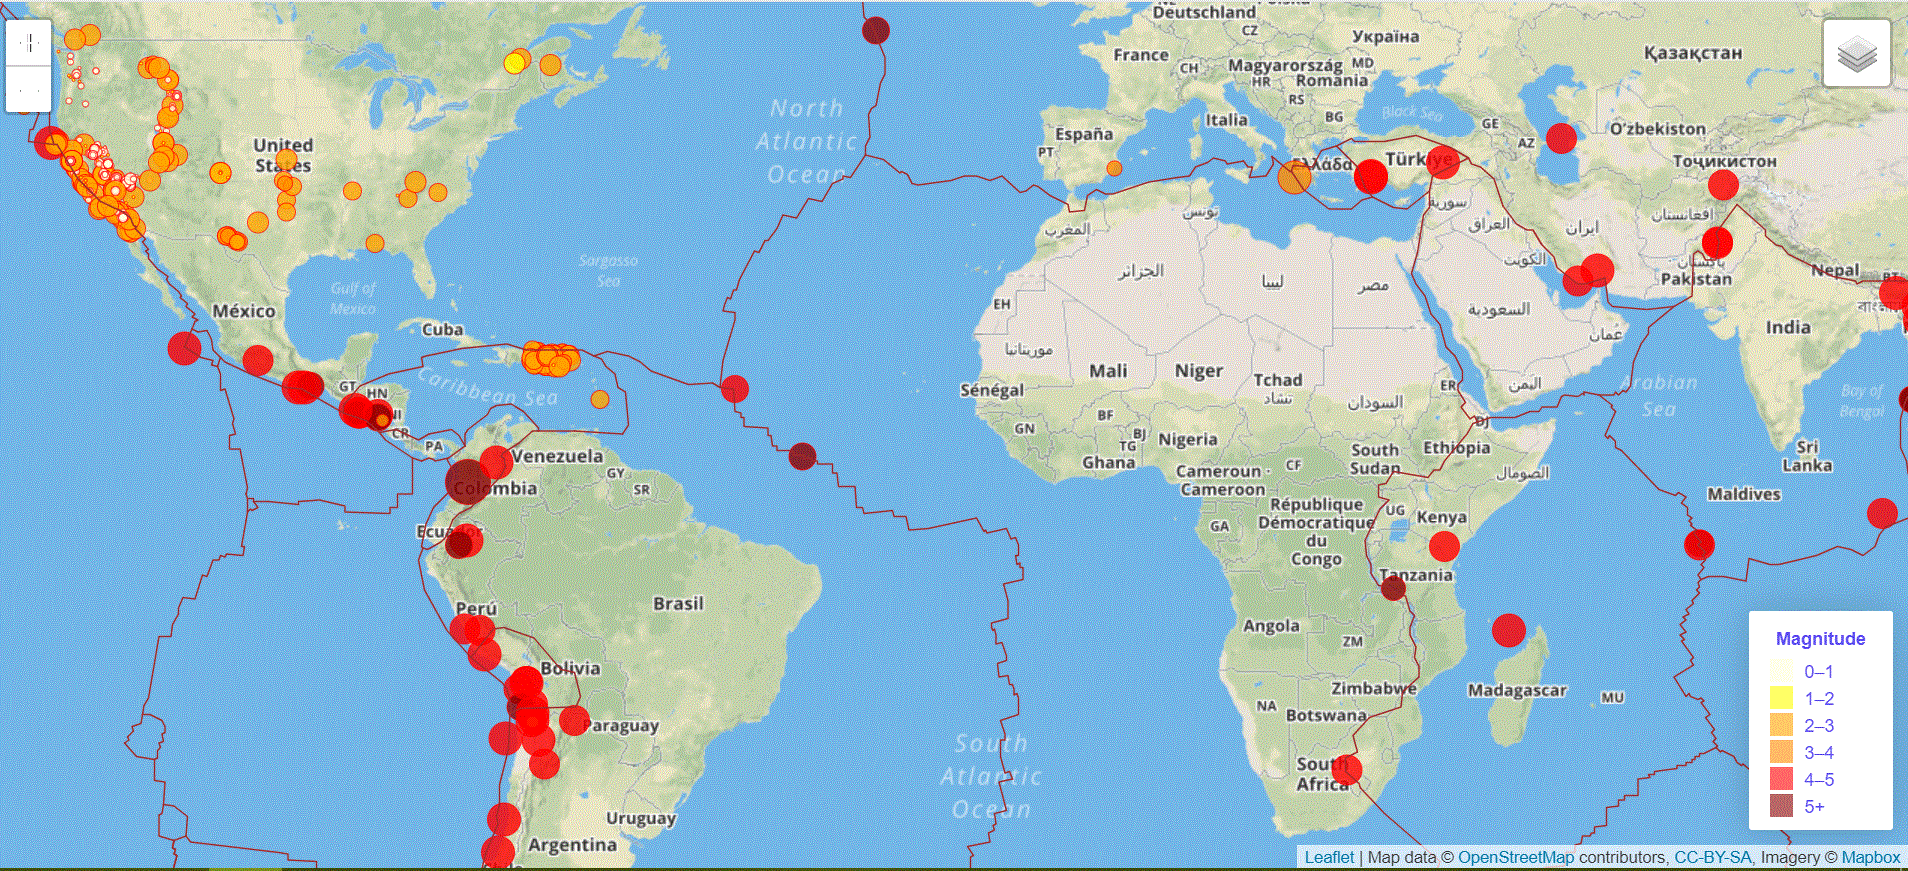 Deutschland
Polska
CZ
Україна
France
CH
Magyarország
MD
HR
România
RS
Қазақстан
BG
Italia
Black Sea
GE
AZ
O'zbekiston
España
PT
Ελλάδα
Türkiye
Тоҷикистон
North
Atlantic
Ocean
United
States
تونس
المغرب
سورية
العراق
ایران
افغانستان
الكويت
پاکستان
Pakistan
Nepal
BT
Sargasso
Sea
Gulf of
Mexico
México
الجزائر
ليبيا
مصر
السعودية
عُمان
India
EH
Cuba
موريتانيا
Mali
Niger
Tchad
تشاد
السودان
ER
اليمن
Arabian
Sea
Bay of
Bengal
GT
HN
NI
CR
PA
Caribbean Sea
Sénégal
GN
BF
BJ
TG
Ghana
Nigeria
DJ
Ethiopia
South
Sudan
CF
الصومال
Cameroun -
Cameroon
Sri
Lanka
Maldives
Venezuela
GY
SR
Colombia
Ecuador
GA
République
Démocratique
du
Congo
UG
Kenya
Tanzania
Perú
Brasil
Angola
ZM
Bolivia
Zimbabwe
Madagascar
MU
NA
Botswana
Paraguay
South
Atlantic
Ocean
South
Africa
Uruguay
Argentina
Chile
Magnitude
0–1
1–2
2–3
3–4
4–5
5+
Leaflet | Map data © OpenStreetMap contributors, CC-BY-SA, Imagery © Mapbox